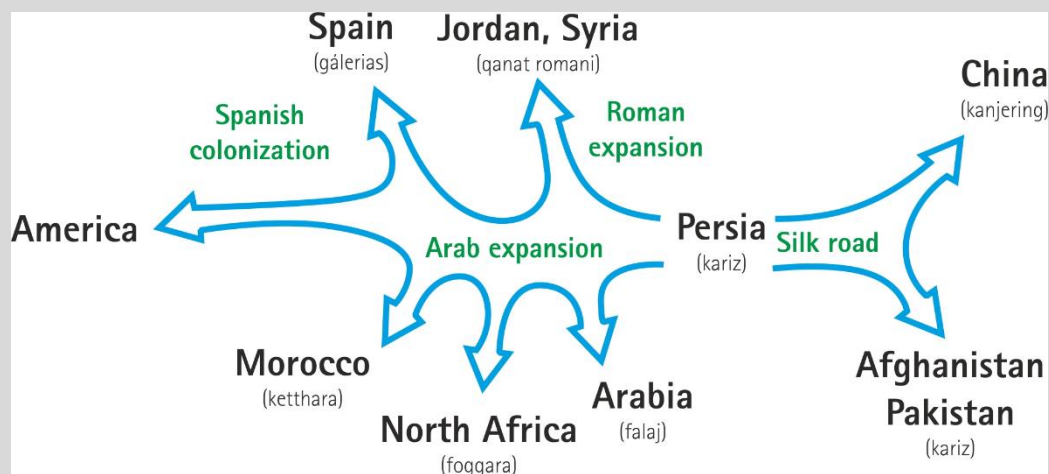 Spain
(gálerias)
Jordan, Syria
(qanat romani)
China
(kanjering)
Spanish
colonization
Roman
expansion
America
Arab expansion
Persia
(kariz)
Silk road
Morocco
(ketthara)
North Africa
(foggara)
Arabia
(falaj)
Afghanistan
Pakistan
(kariz)